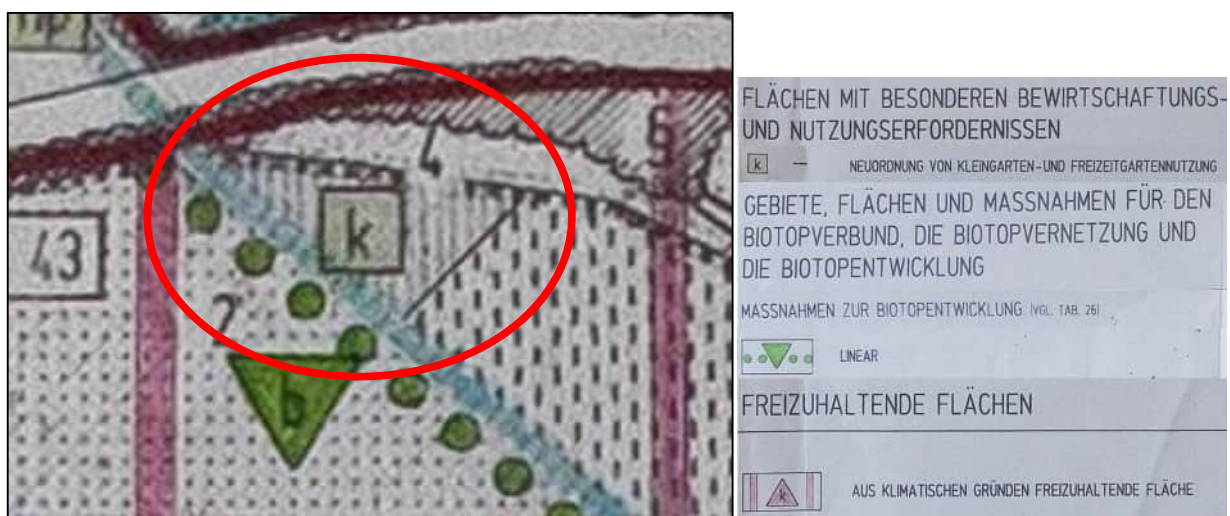 k
43
b
FLÄCHEN MIT BESONDEREN BEWIRTSCHAFTUNGS-
UND NUTZUNGSERFORDERNISSEN
k – NEUORDNUNG VON KLEINGARTEN-UND FREIZEITGARTENNUTZUNG
GEBIETE, FLÄCHEN UND MASSNAHMEN FÜR DEN
BIOTOPVERBUND, DIE BIOTOPVERNETZUNG UND
DIE BIOTOPENTWICKLUNG
MASSNAHMEN ZUR BIOTOPENTWICKLUNG (VGL. TAB. 26)
LINEAR
FREIZUHALTENDE FLÄCHEN
k AUS KLIMATISCHEN GRÜNDEN FREIZUHALTENDE FLÄCHE